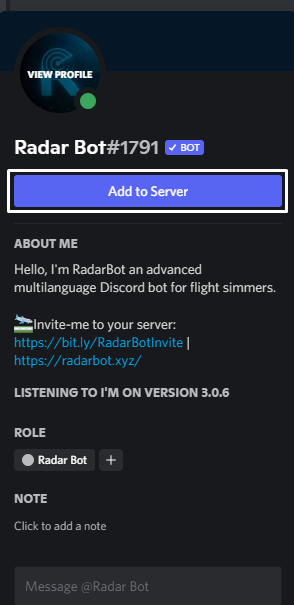 VIEW PROFILE
Radar Bot#1791 ✓ BOT
Add to Server
ABOUT ME
Hello, I'm RadarBot an advanced
multilanguage Discord bot for flight simmers.
🛬Invite-me to your server:
https://bit.ly/RadarBotInvite |
https://radarbot.xyz/
LISTENING TO I'M ON VERSION 3.0.6
ROLE
Radar Bot +
NOTE
Click to add a note
Message @Radar Bot